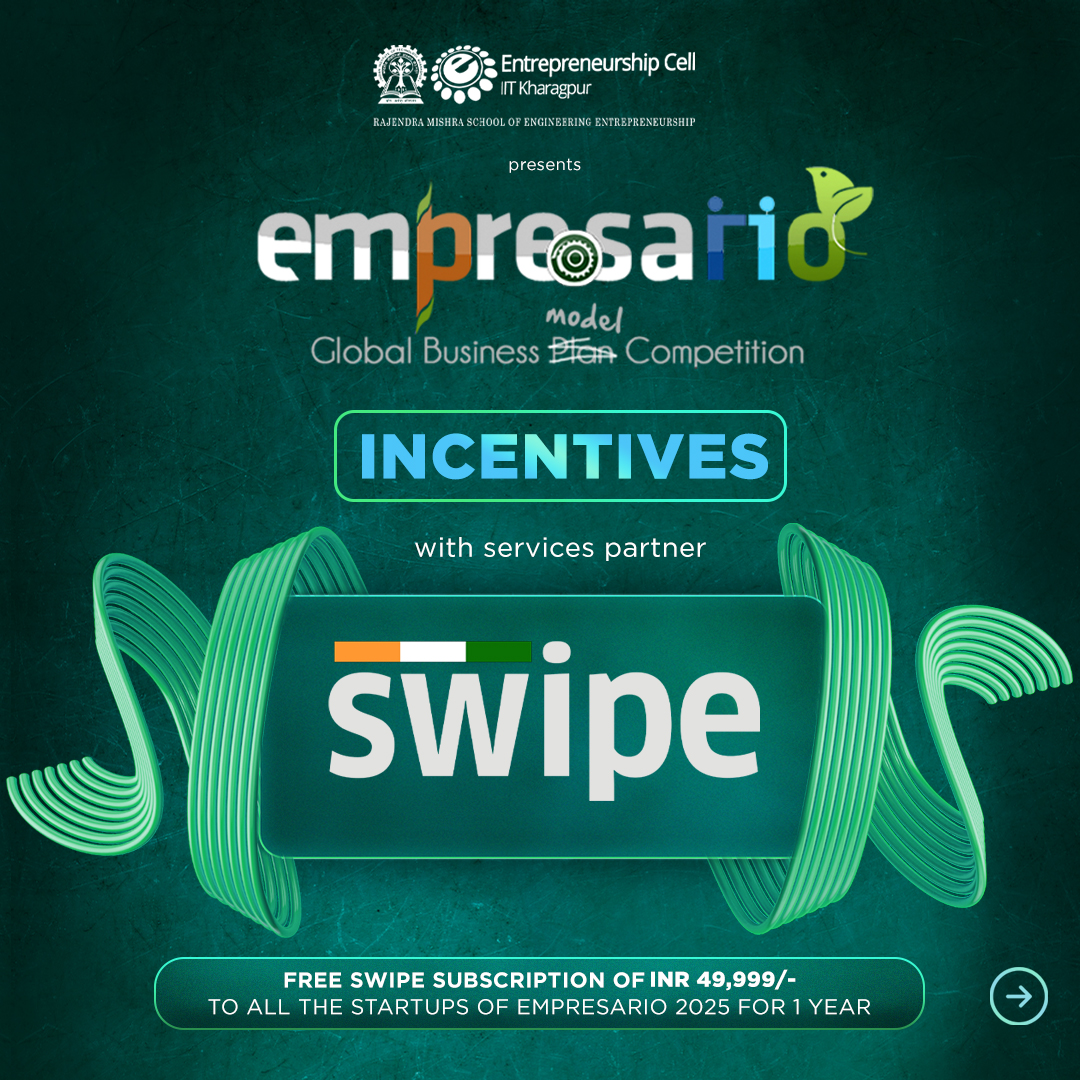 Entrepreneurship Cell
IIT Kharagpur
RAJENDRA MISHRA SCHOOL OF ENGINEERING ENTREPRENEURSHIP
presents
empresario
model
Global Business Plan Competition
INCENTIVES
with services partner
swipe
FREE SWIPE SUBSCRIPTION OF INR 49,999/-
TO ALL THE STARTUPS OF EMPRESARIO 2025 FOR 1 YEAR